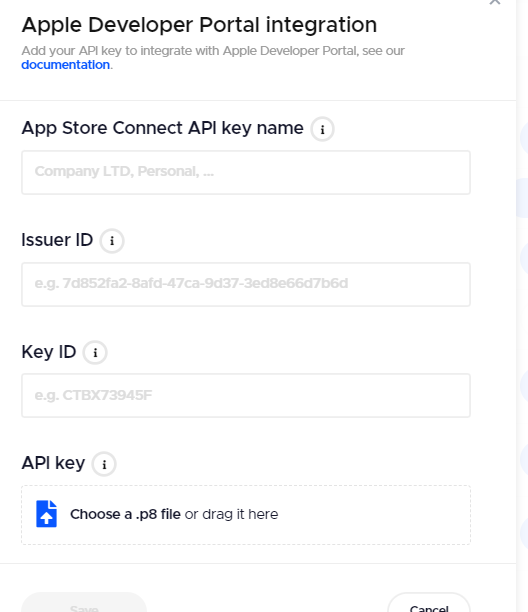 Apple Developer Portal integration
Add your API key to integrate with Apple Developer Portal, see our
documentation.
App Store Connect API key name i
Company LTD, Personal, ...
Issuer ID i
e.g. 7d852fa2-8afd-47ca-9d37-3ed8e66d7b6d
Key ID i
e.g. CTBX73945F
API key i
Choose a .p8 file or drag it here
Save Cancel